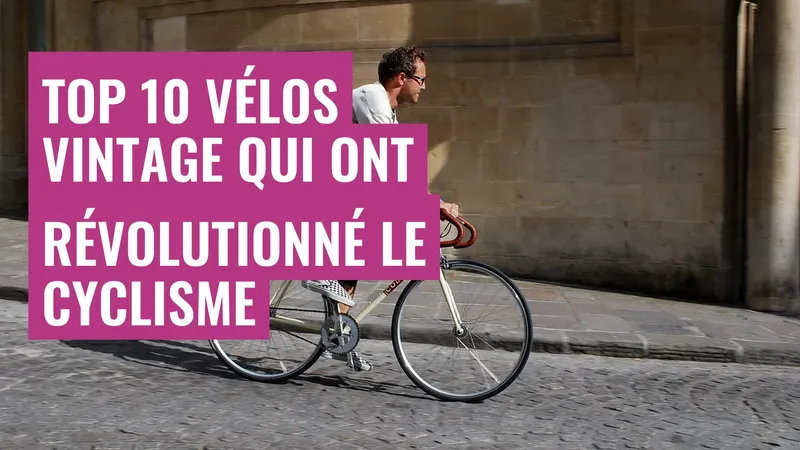 TOP 10 VÉLOS
VINTAGE QUI ONT
RÉVOLUTIONNÉ LE
CYCLISME